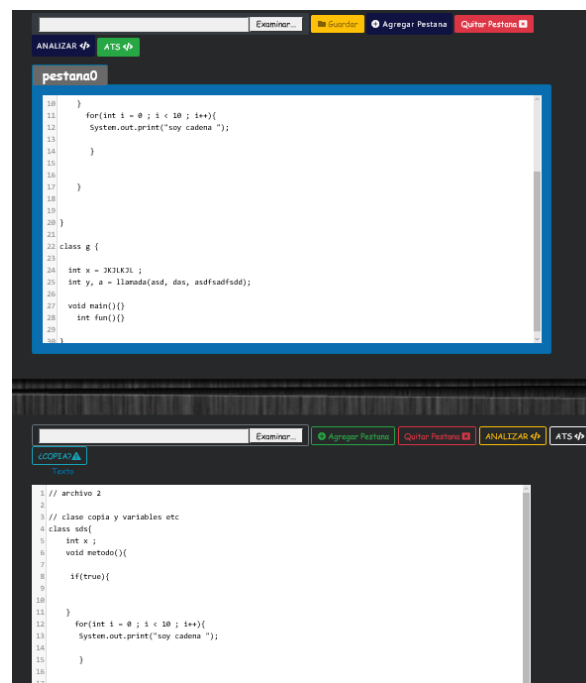 Examinar... Guardar Agregar Pestana Quitar Pestana
ANALIZAR </> ATS </>
pestana0
10 }
11 for(int i = 0 ; i < 10 ; i++){
12 System.out.print("soy cadena ");
13
14 }
15
16
17 }
18
19
20 }
21
22 class g {
23
24 int x = JKJLKJL ;
25 int y, a = llamada(asd, das, asdfsadfsdd);
26
27 void main(){}
28 int fun(){}
29
30 }
Examinar... Agregar Pestana Quitar Pestana ANALIZAR </> ATS </>
¿COPIA?
Texto
1 // archivo 2
2
3 // clase copia y variables etc
4 class sds{
5 int x ;
6 void metodo(){
7
8 if(true){
9
10
11 }
12 for(int i = 0 ; i < 10 ; i++){
13 System.out.print("soy cadena ");
14
15 }
16
17